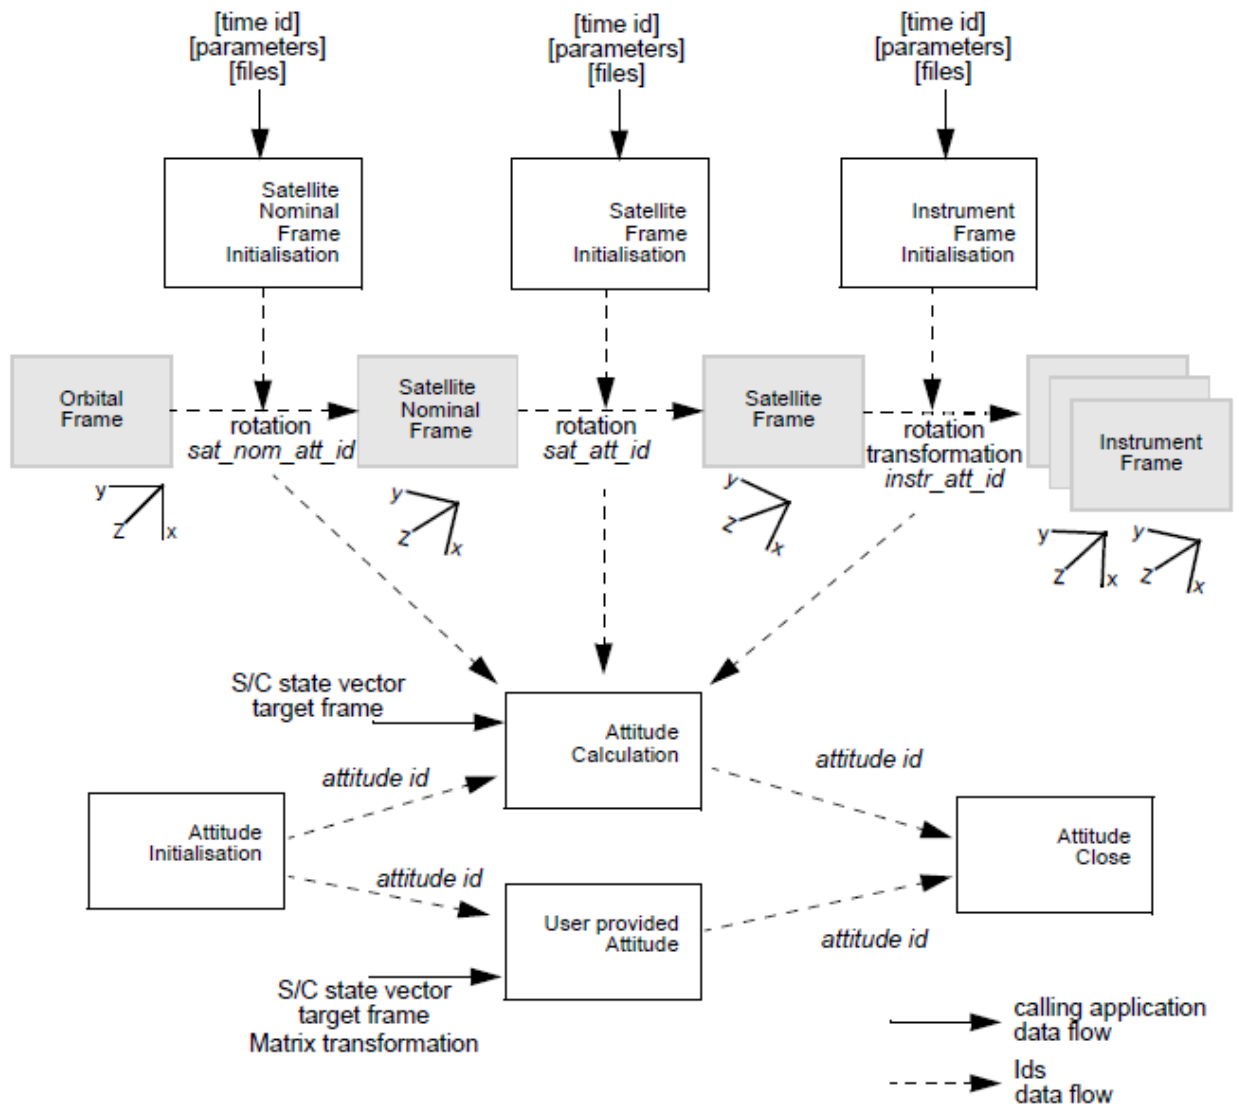 [time id]
[parameters]
[files]
[time id]
[parameters]
[files]
[time id]
[parameters]
[files]
Satellite
Nominal
Frame
Initialisation
Satellite
Frame
Initialisation
Instrument
Frame
Initialisation
Orbital
Frame
rotation
sat_nom_att_id
Satellite
Nominal
Frame
rotation
sat_att_id
Satellite
Frame
rotation
transformation
instr_att_id
Instrument
Frame
y
Z
x
y
Z
x
y
Z
x
y
Z
x
y
Z
x
S/C state vector
target frame
Attitude
Calculation
attitude id
attitude id
Attitude
Initialisation
Attitude
Close
attitude id
User provided
Attitude
attitude id
S/C state vector
target frame
Matrix transformation
calling application
data flow
Ids
data flow